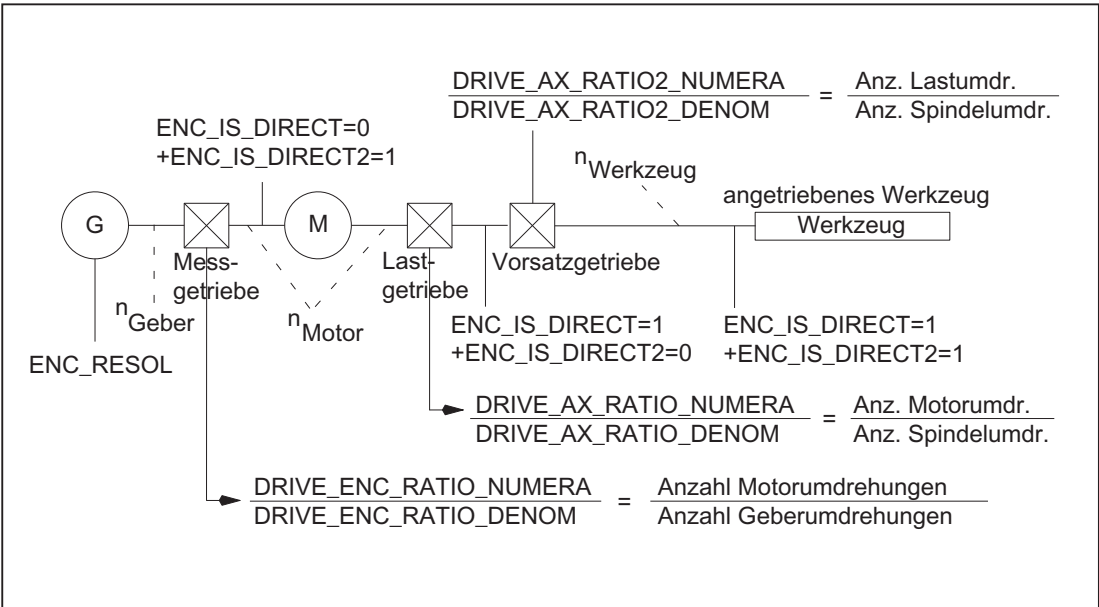 DRIVE_AX_RATIO2_NUMERA = Anz. Lastumdr.
DRIVE_AX_RATIO2_DENOM Anz. Spindelumdr.
ENC_IS_DIRECT=0
+ENC_IS_DIRECT2=1
nWerkzeug
angetriebenes Werkzeug
G
M
Werkzeug
Mess-
getriebe
Last-
getriebe
Vorsatzgetriebe
nGeber
nMotor
ENC_IS_DIRECT=1
+ENC_IS_DIRECT2=0
ENC_IS_DIRECT=1
+ENC_IS_DIRECT2=1
ENC_RESOL
DRIVE_AX_RATIO_NUMERA = Anz. Motorumdr.
DRIVE_AX_RATIO_DENOM Anz. Spindelumdr.
DRIVE_ENC_RATIO_NUMERA = Anzahl Motorumdrehungen
DRIVE_ENC_RATIO_DENOM Anzahl Geberumdrehungen